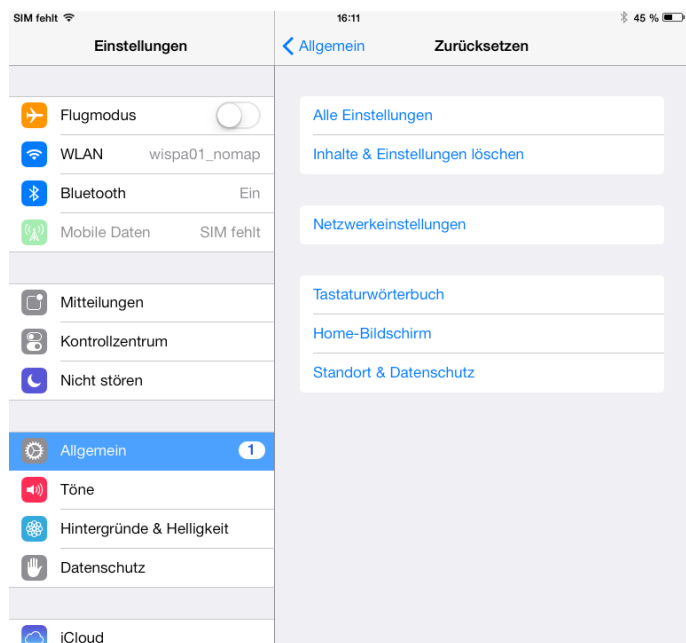 SIM fehlt 16:11 45 %
Einstellungen
Allgemein Zurücksetzen
Flugmodus
WLAN wispa01_nomap
Bluetooth Ein
Mobile Daten SIM fehlt
Mitteilungen
Kontrollzentrum
Nicht stören
Allgemein 1
Töne
Hintergründe & Helligkeit
Datenschutz
iCloud
Alle Einstellungen
Inhalte & Einstellungen löschen
Netzwerkeinstellungen
Tastaturwörterbuch
Home-Bildschirm
Standort & Datenschutz